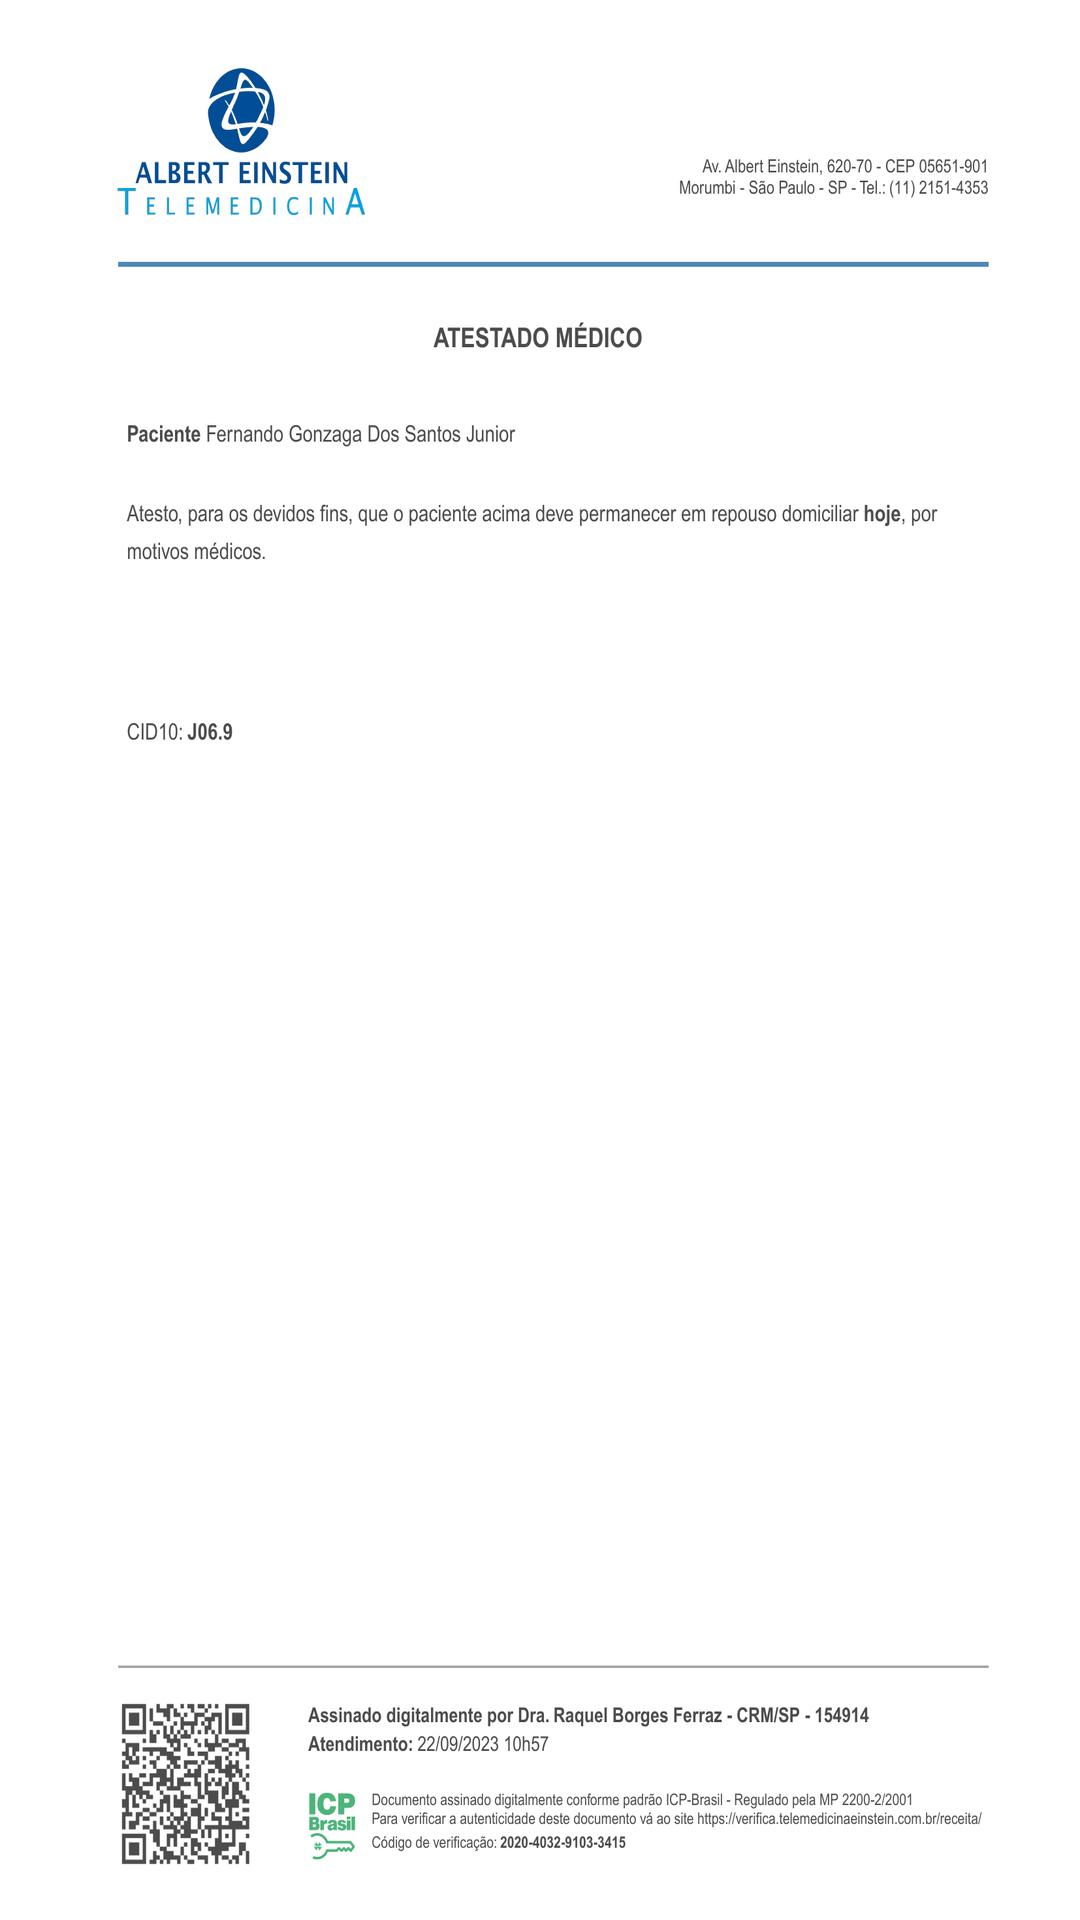 ALBERT EINSTEIN
TELEMEDICINA
Av. Albert Einstein, 620-70 - CEP 05651-901
Morumbi - São Paulo - SP - Tel.: (11) 2151-4353
ATESTADO MÉDICO
Paciente Fernando Gonzaga Dos Santos Junior
Atesto, para os devidos fins, que o paciente acima deve permanecer em repouso domiciliar hoje, por
motivos médicos.
CID10: J06.9
Assinado digitalmente por Dra. Raquel Borges Ferraz - CRM/SP - 154914
Atendimento: 22/09/2023 10h57
ICP
Brasil
Documento assinado digitalmente conforme padrão ICP-Brasil - Regulado pela MP 2200-2/2001
Para verificar a autenticidade deste documento vá ao site https://verifica.telemedicinaeinstein.com.br/receita/
Código de verificação: 2020-4032-9103-3415